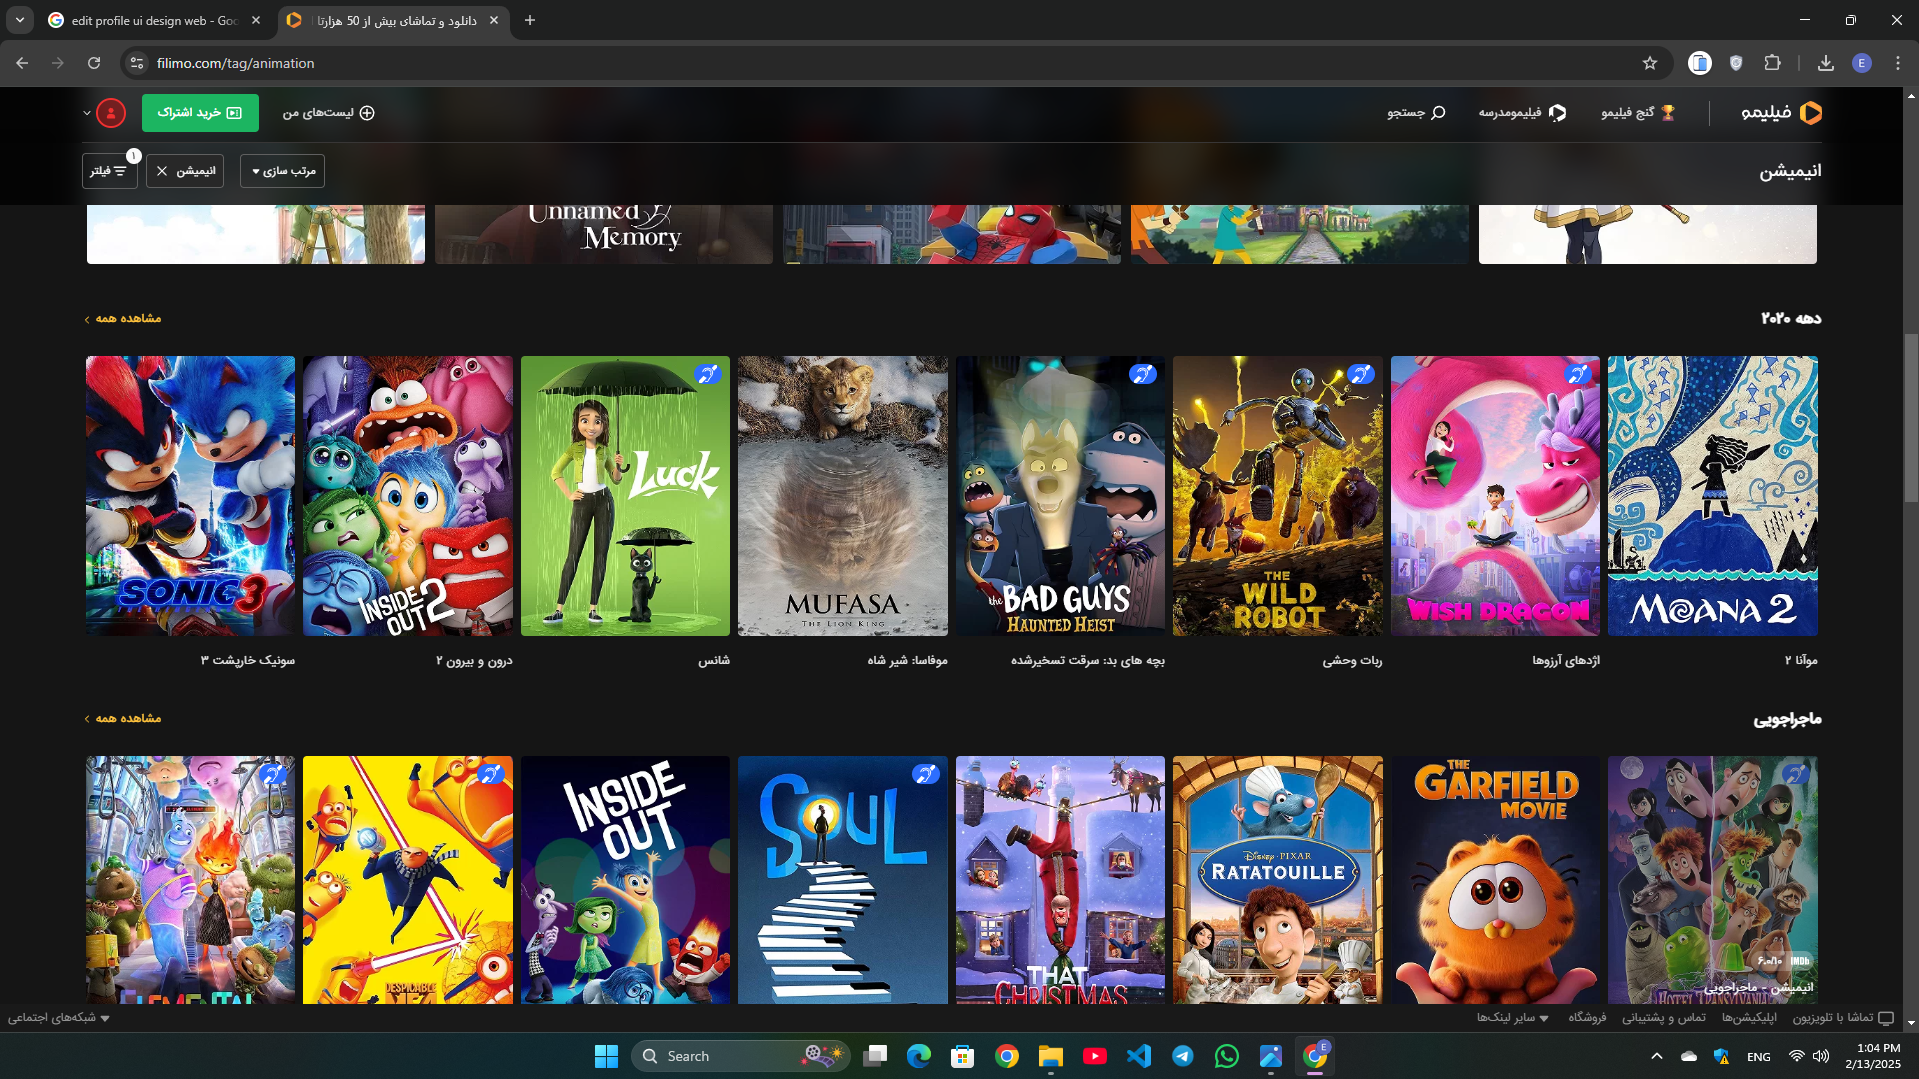 edit profile ui design web - Goo
دانلود و تماشای بیش از 50 هزارتا
filimo.com/tag/animation
E
فیلیمو
گنج فیلیمو
فیلیمومدرسه
جستجو
لیست‌های من
خرید اشتراک
انیمیشن
مرتب سازی
انیمیشن
فیلتر
۱
Unnamed
Memory
دهه ۲۰۲۰
مشاهده همه
MOANA 2
WISH DRAGON
THE
WILD
ROBOT
the BAD GUYS
HAUNTED HEIST
MUFASA
THE LION KING
Luck
INSIDE
OUT 2
SONIC 3
موآنا ۲
اژدهای آرزوها
ربات وحشی
بچه های بد: سرقت تسخیرشده
موفاسا: شیر شاه
شانس
درون و بیرون ۲
سونیک خارپشت ۳
ماجراجویی
مشاهده همه
HOTEL TRANSYLVANIA
۶.۰/۱۰ IMDb
انیمیشن - ماجراجویی
THE
GARFIELD
MOVIE
DISNEY · PIXAR
RATATOUILLE
THAT
CHRISTMAS
SOUL
INSIDE
OUT
DESPICABLE
ME 4
ELEMENTAL
تماشا با تلویزیون
اپلیکیشن‌ها
تماس و پشتیبانی
فروشگاه
سایر لینک‌ها
شبکه‌های اجتماعی
Search
E
ENG
1:04 PM
2/13/2025